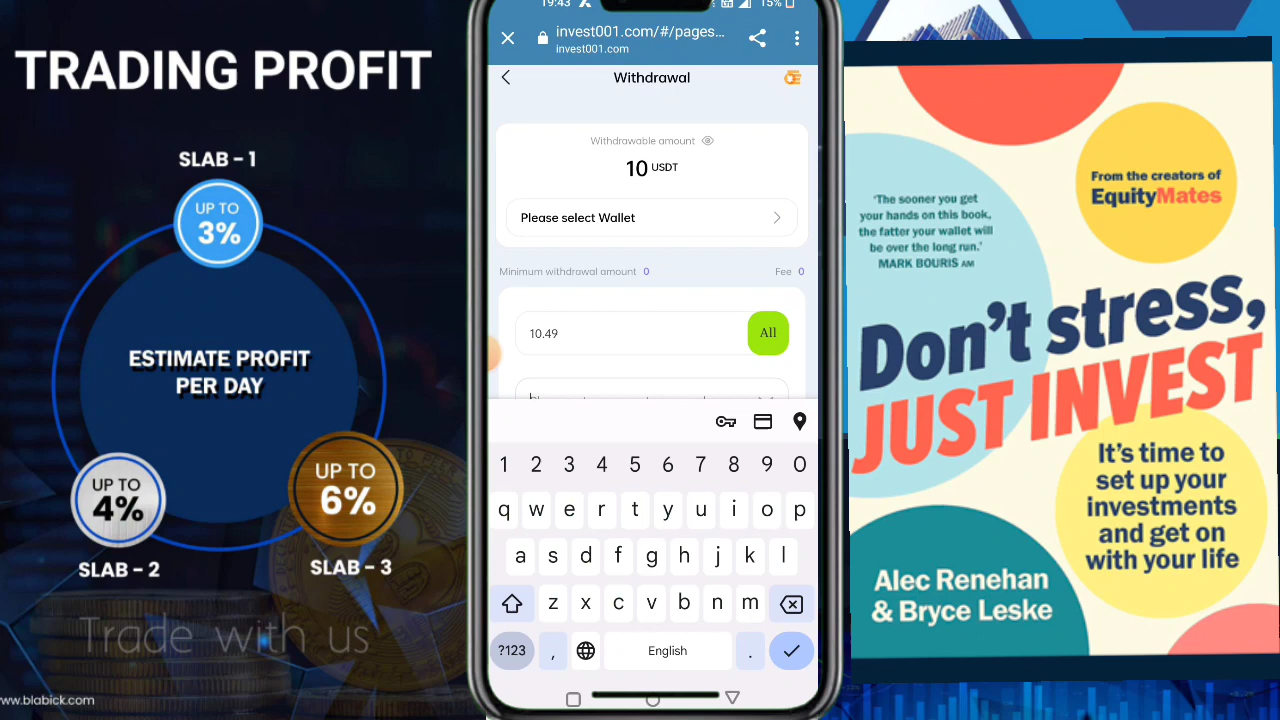 TRADING PROFIT
SLAB - 1
UP TO
3%
ESTIMATE PROFIT
PER DAY
UP TO
4%
SLAB - 2
UP TO
6%
SLAB - 3
Trade with us
www.blabick.com
19:43
15%
invest001.com/#/pages...
invest001.com
Withdrawal
Withdrawable amount
10 USDT
Please select Wallet
Minimum withdrawal amount 0
Fee 0
10.49
All
1 2 3 4 5 6 7 8 9 0
q w e r t y u i o p
a s d f g h j k l
z x c v b n m
?123 , English .
From the creators of
EquityMates
'The sooner you get
your hands on this book,
the fatter your wallet will
be over the long run.'
MARK BOURIS AM
Don't stress,
JUST INVEST
It's time to
set up your
investments
and get on
with your life
Alec Renehan
& Bryce Leske